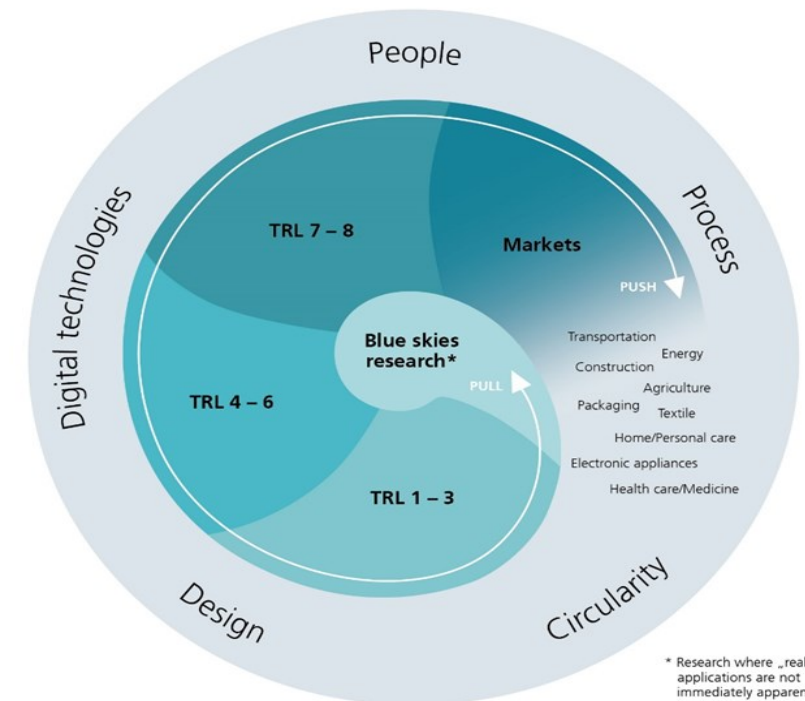 People
Process
Digital technologies
TRL 7 – 8
Markets
PUSH
Blue skies
research*
PULL
TRL 4 – 6
TRL 1 – 3
Transportation
Energy
Construction
Agriculture
Packaging
Textile
Home/Personal care
Electronic appliances
Health care/Medicine
Design
Circularity
* Research where „real
applications are not
immediately apparen